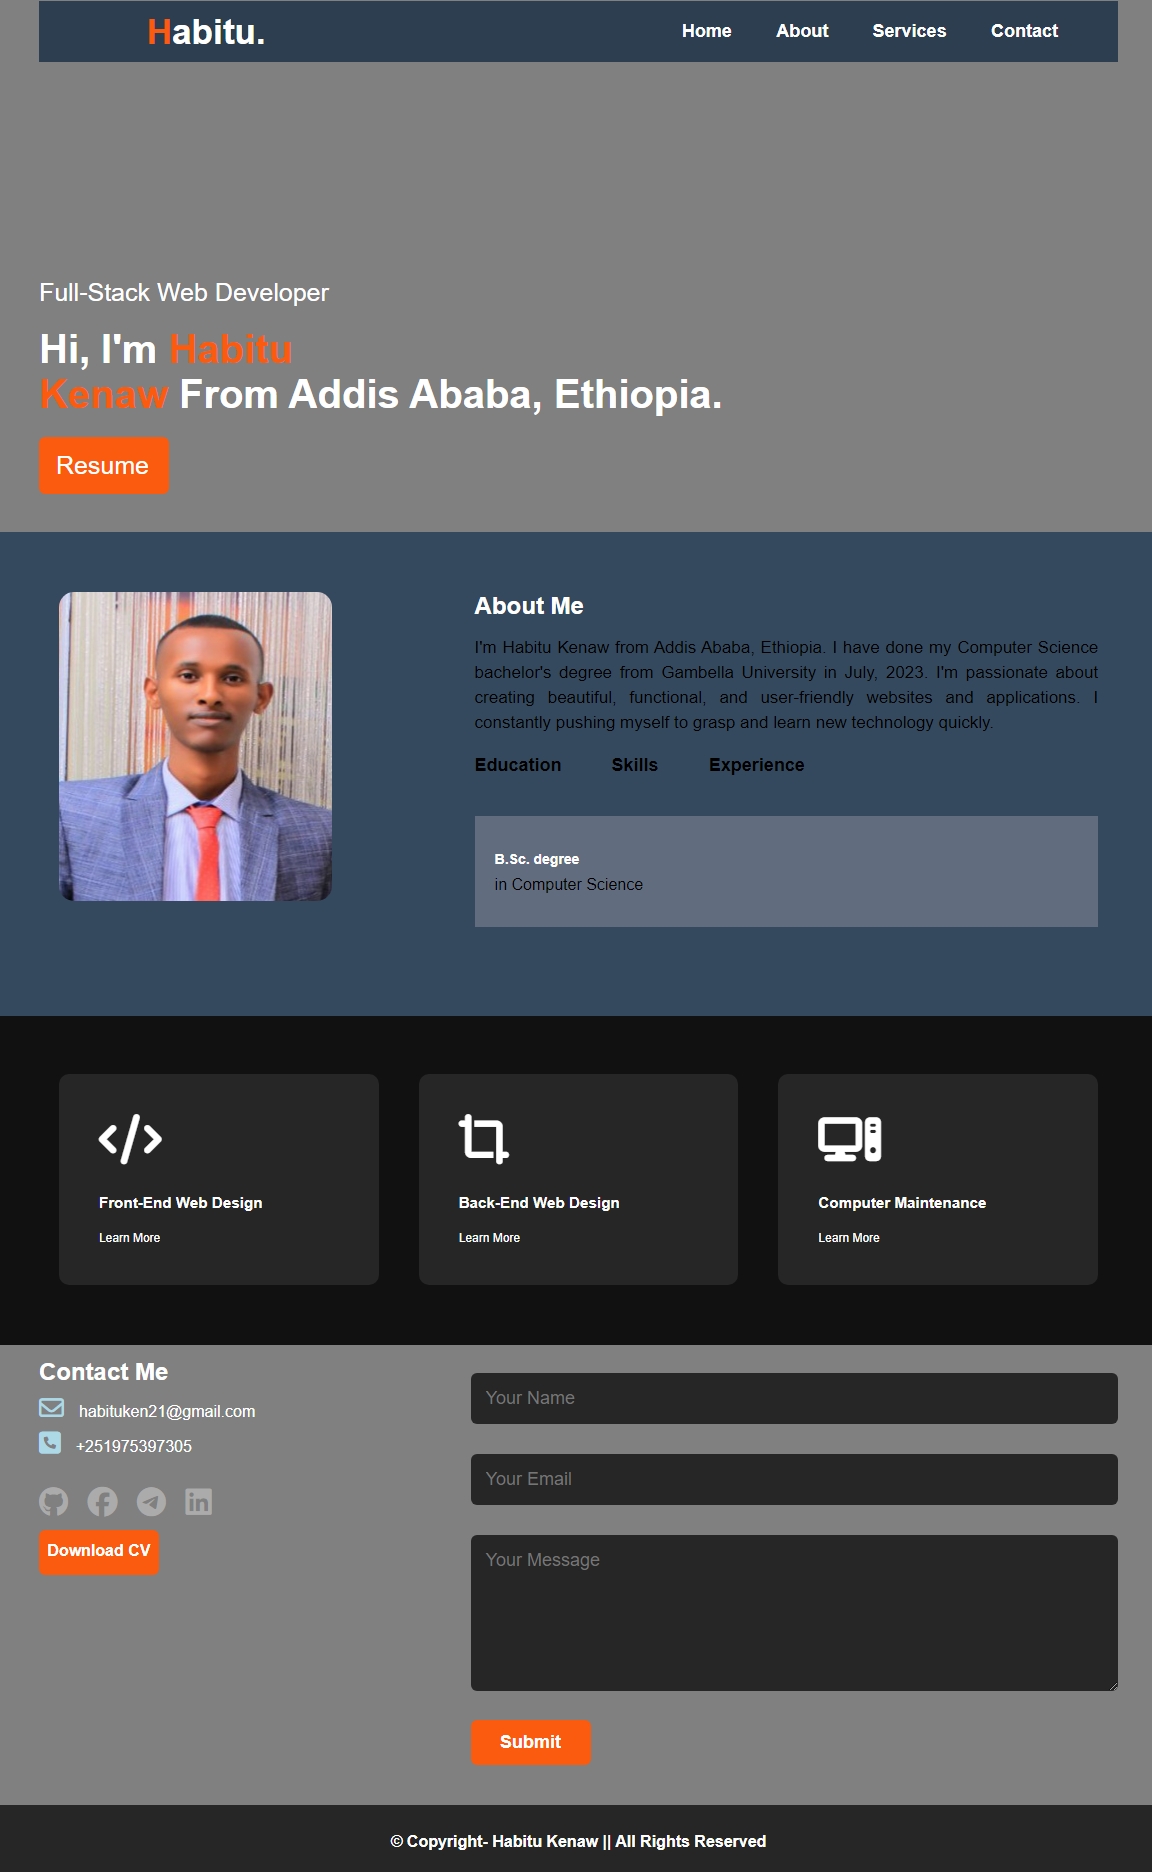 Habitu.
Home About Services Contact
Full-Stack Web Developer
Hi, I'm Habitu
Kenaw From Addis Ababa, Ethiopia.
Resume
About Me
I'm Habitu Kenaw from Addis Ababa, Ethiopia. I have done my Computer Science
bachelor's degree from Gambella University in July, 2023. I'm passionate about
creating beautiful, functional, and user-friendly websites and applications. I
constantly pushing myself to grasp and learn new technology quickly.
Education Skills Experience
B.Sc. degree
in Computer Science
Front-End Web Design
Learn More
Back-End Web Design
Learn More
Computer Maintenance
Learn More
Contact Me
habituken21@gmail.com
+251975397305
Download CV
Your Name
Your Email
Your Message
Submit
© Copyright- Habitu Kenaw || All Rights Reserved